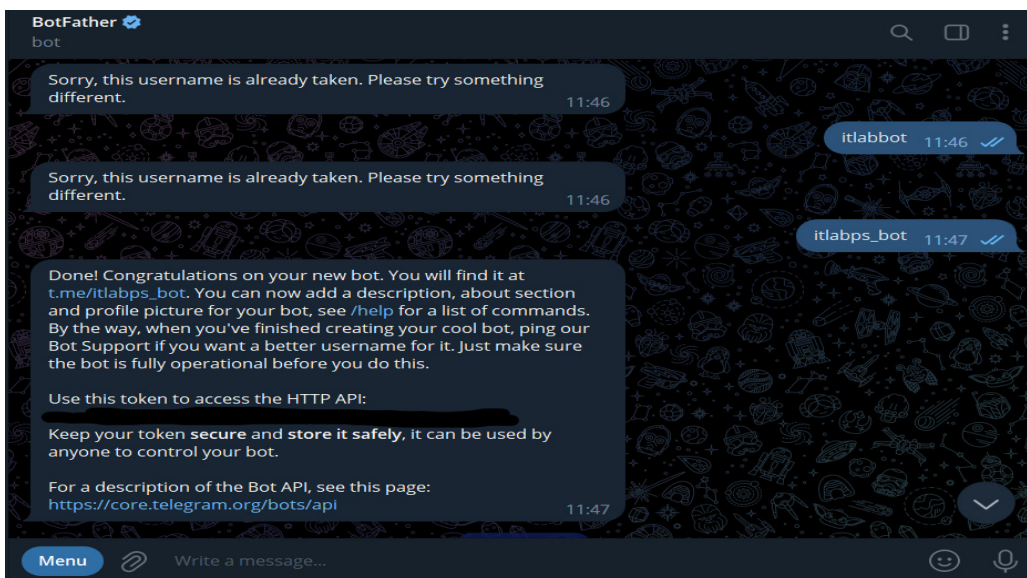 BotFather
bot
Sorry, this username is already taken. Please try something
different.
11:46
itlabbot 11:46
Sorry, this username is already taken. Please try something
different.
11:46
itlabps_bot 11:47
Done! Congratulations on your new bot. You will find it at
t.me/itlabps_bot. You can now add a description, about section
and profile picture for your bot, see /help for a list of commands.
By the way, when you've finished creating your cool bot, ping our
Bot Support if you want a better username for it. Just make sure
the bot is fully operational before you do this.
Use this token to access the HTTP API:
Keep your token secure and store it safely, it can be used by
anyone to control your bot.
For a description of the Bot API, see this page:
https://core.telegram.org/bots/api
11:47
Menu
Write a message...